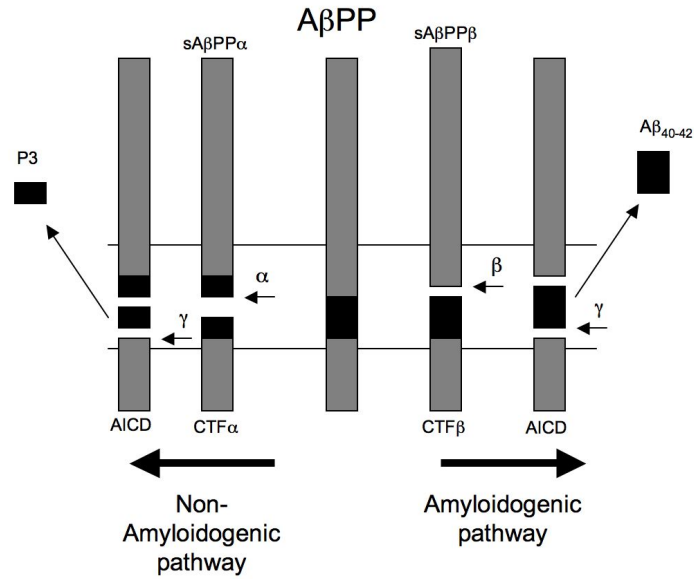 AβPP
sAβPPα
sAβPPβ
P3
Aβ40-42
α
β
γ
γ
AICD
CTFα
CTFβ
AICD
Non-
Amyloidogenic
pathway
Amyloidogenic
pathway